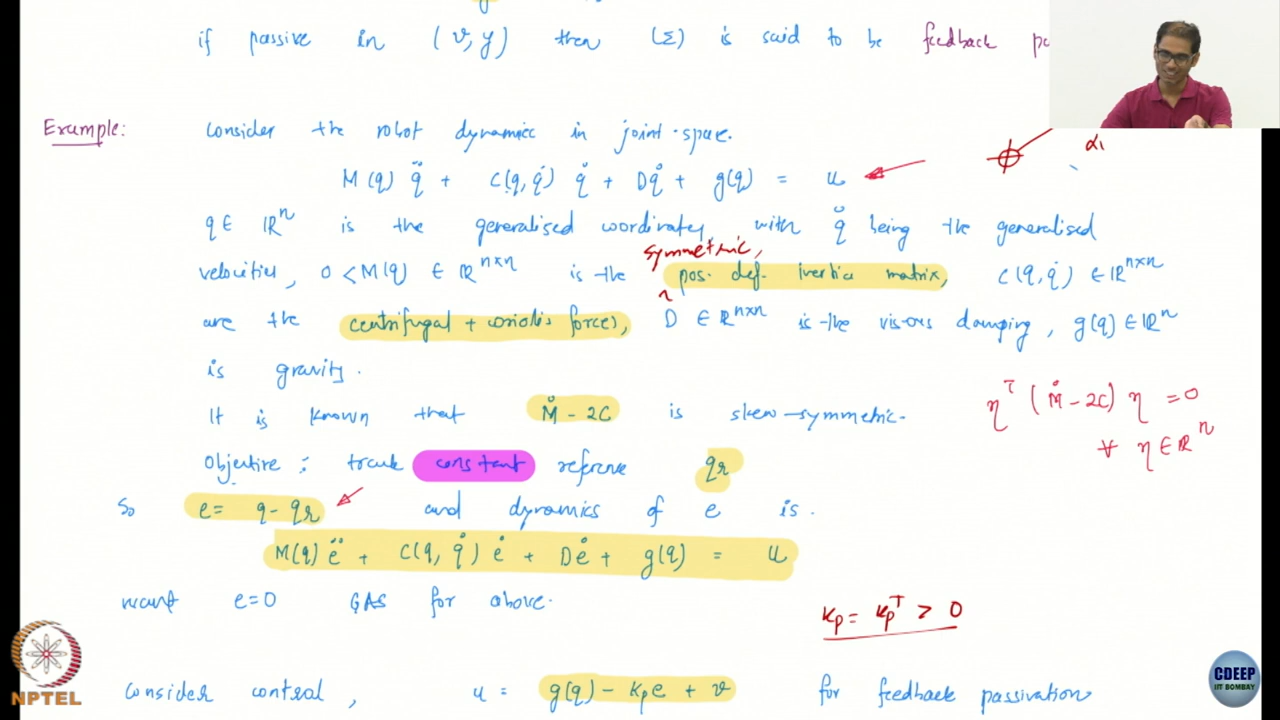 if passive in (v, y) then (Σ) is said to be feedback pa
Example: Consider the robot dynamics in joint-space. α₁
M(q) q̈ + C(q, q̇) q̇ + Dq̇ + g(q) = u
q ∈ ℝⁿ is the generalised coordinates, with q̇ being the generalised
symmetric,
velocities, 0 < M(q) ∈ ℝⁿˣⁿ is the pos. def. inertia matrix, C(q, q̇) ∈ ℝⁿˣⁿ
are the centrifugal + coriolis forces, D ∈ ℝⁿˣⁿ is the viscous damping, g(q) ∈ ℝⁿ
is gravity.
It is known that Ṁ - 2C is skew-symmetric.
ηᵀ (Ṁ - 2C) η = 0
∀ η ∈ ℝⁿ
Objective : track constant reference qr
So e = q - qr and dynamics of e is.
M(q) ë + C(q, q̇) ė + Dė + g(q) = u
want e=0 GAS for above.
Kp = Kpᵀ > 0
Consider control, u = g(q) - Kp e + v for feedback passivation
NPTEL
CDEEP
IIT BOMBAY